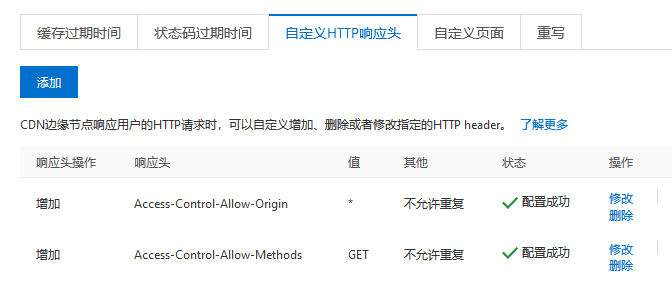 缓存过期时间 状态码过期时间 自定义HTTP响应头 自定义页面 重写
添加
CDN边缘节点响应用户的HTTP请求时，可以自定义增加、删除或者修改指定的HTTP header。 了解更多
响应头操作 响应头 值 其他 状态 操作
增加 Access-Control-Allow-Origin * 不允许重复 配置成功 修改
删除
增加 Access-Control-Allow-Methods GET 不允许重复 配置成功 修改
删除